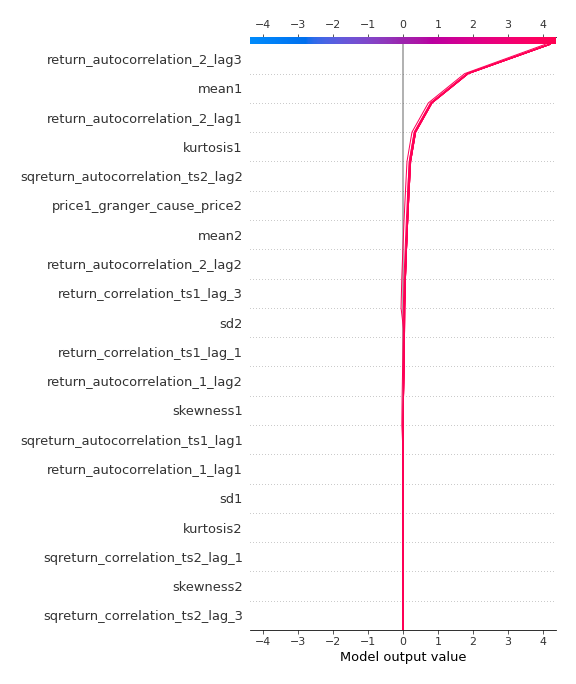 −4 −3 −2 −1 0 1 2 3 4
return_autocorrelation_2_lag3
mean1
return_autocorrelation_2_lag1
kurtosis1
sqreturn_autocorrelation_ts2_lag2
price1_granger_cause_price2
mean2
return_autocorrelation_2_lag2
return_correlation_ts1_lag_3
sd2
return_correlation_ts1_lag_1
return_autocorrelation_1_lag2
skewness1
sqreturn_autocorrelation_ts1_lag1
return_autocorrelation_1_lag1
sd1
kurtosis2
sqreturn_correlation_ts2_lag_1
skewness2
sqreturn_correlation_ts2_lag_3
−4 −3 −2 −1 0 1 2 3 4
Model output value